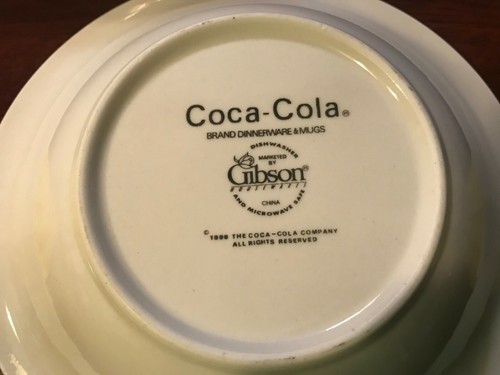 Coca-Cola®
BRAND DINNERWARE & MUGS
DISHWASHER
MARKETED
BY
Gibson®
HOUSEWARES
CHINA
AND MICROWAVE SAFE
© THE COCA-COLA COMPANY
ALL RIGHTS RESERVED